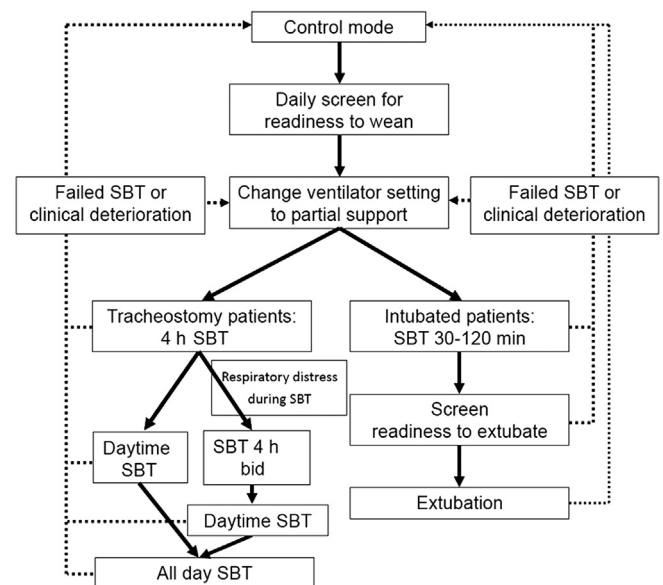 Control mode
Daily screen for
readiness to wean
Failed SBT or
clinical deterioration
Change ventilator setting
to partial support
Failed SBT or
clinical deterioration
Tracheostomy patients:
4 h SBT
Intubated patients:
SBT 30-120 min
Respiratory distress
during SBT
Daytime
SBT
SBT 4 h
bid
Screen
readiness to extubate
Daytime SBT
Extubation
All day SBT